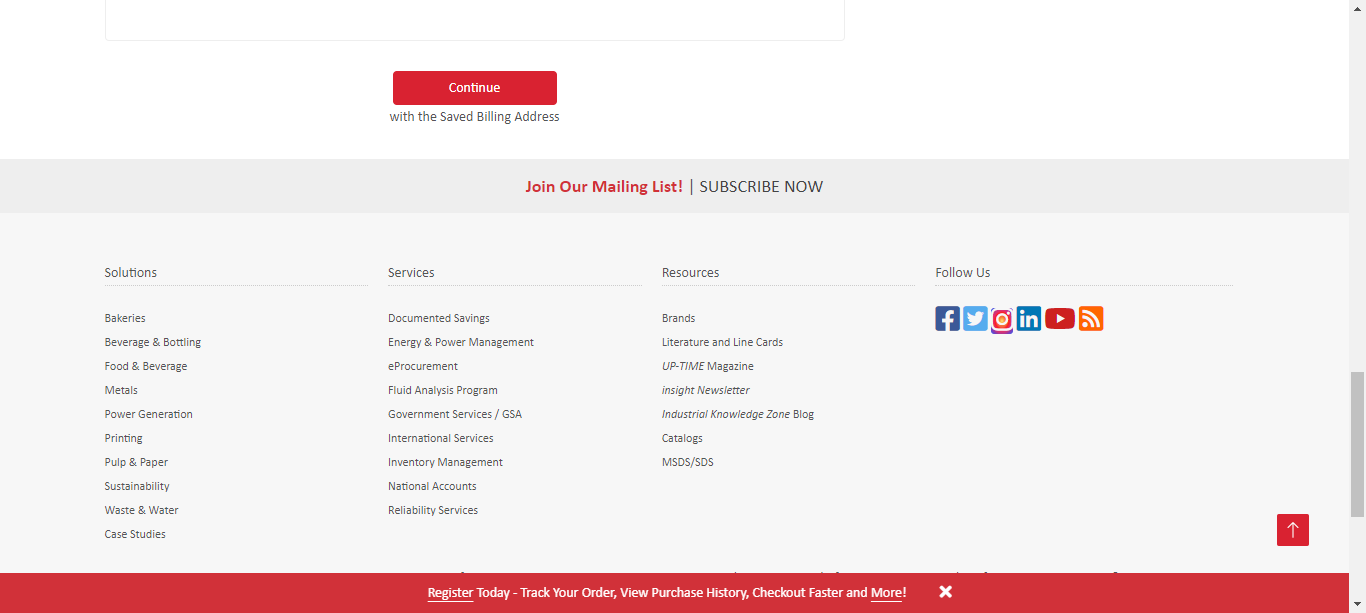 Continue
with the Saved Billing Address
Join Our Mailing List! | SUBSCRIBE NOW
Solutions
Bakeries
Beverage & Bottling
Food & Beverage
Metals
Power Generation
Printing
Pulp & Paper
Sustainability
Waste & Water
Case Studies
Services
Documented Savings
Energy & Power Management
eProcurement
Fluid Analysis Program
Government Services / GSA
International Services
Inventory Management
National Accounts
Reliability Services
Resources
Brands
Literature and Line Cards
UP-TIME Magazine
insight Newsletter
Industrial Knowledge Zone Blog
Catalogs
MSDS/SDS
Follow Us
Register Today - Track Your Order, View Purchase History, Checkout Faster and More!